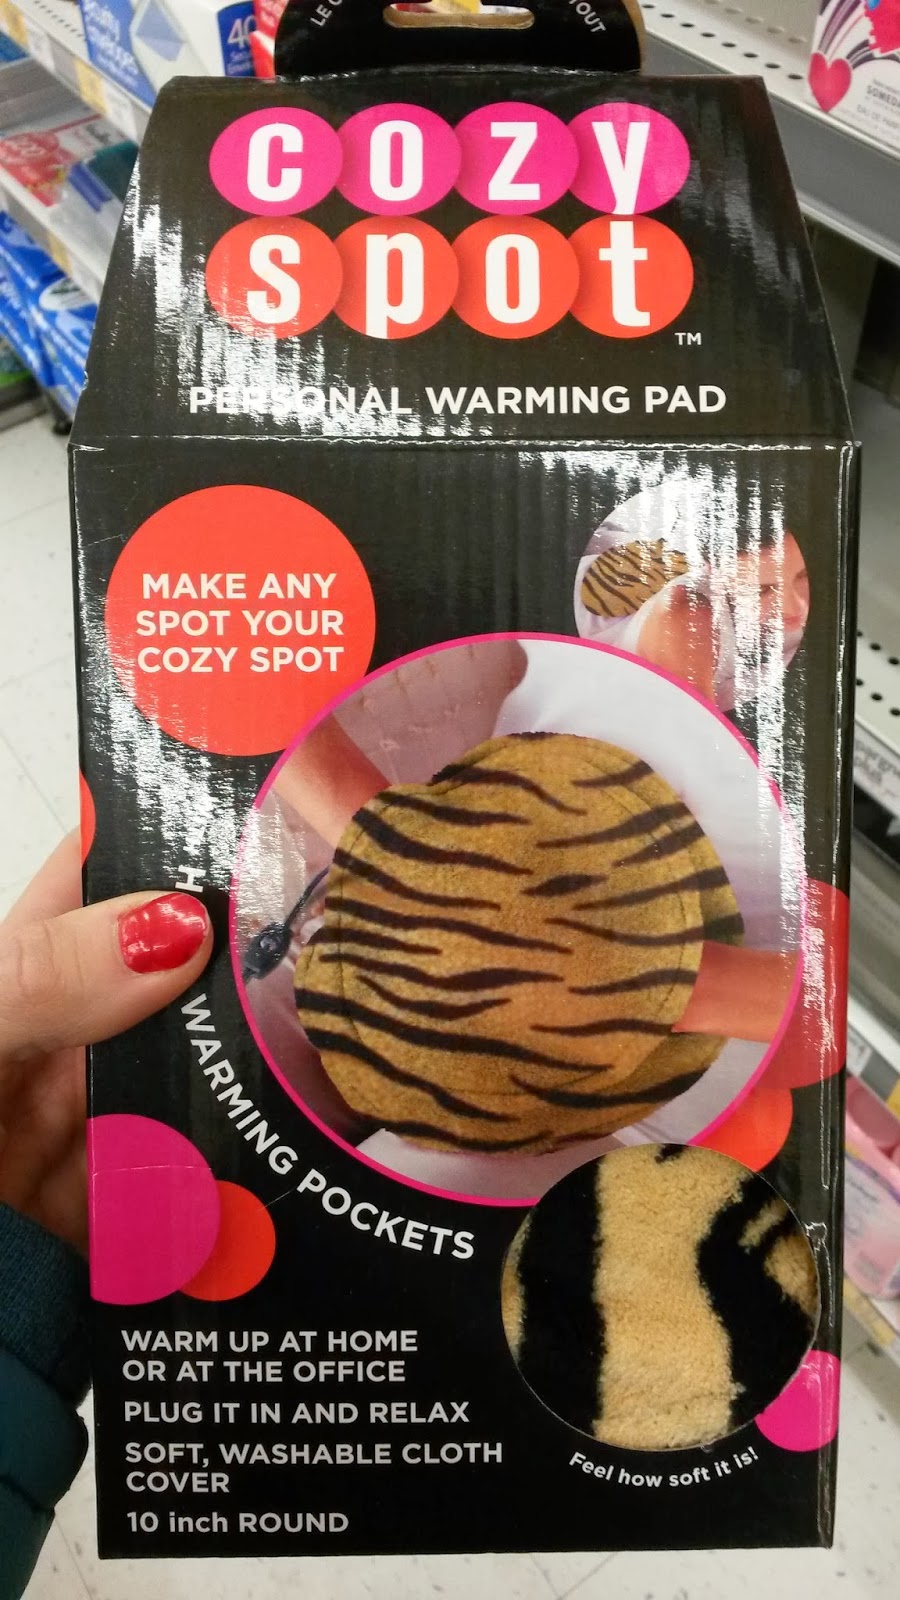 cozy
spot
TM
PERSONAL WARMING PAD
MAKE ANY
SPOT YOUR
COZY SPOT
WARMING POCKETS
WARM UP AT HOME
OR AT THE OFFICE
PLUG IT IN AND RELAX
SOFT, WASHABLE CLOTH
COVER
10 inch ROUND
Feel how soft it is!
40